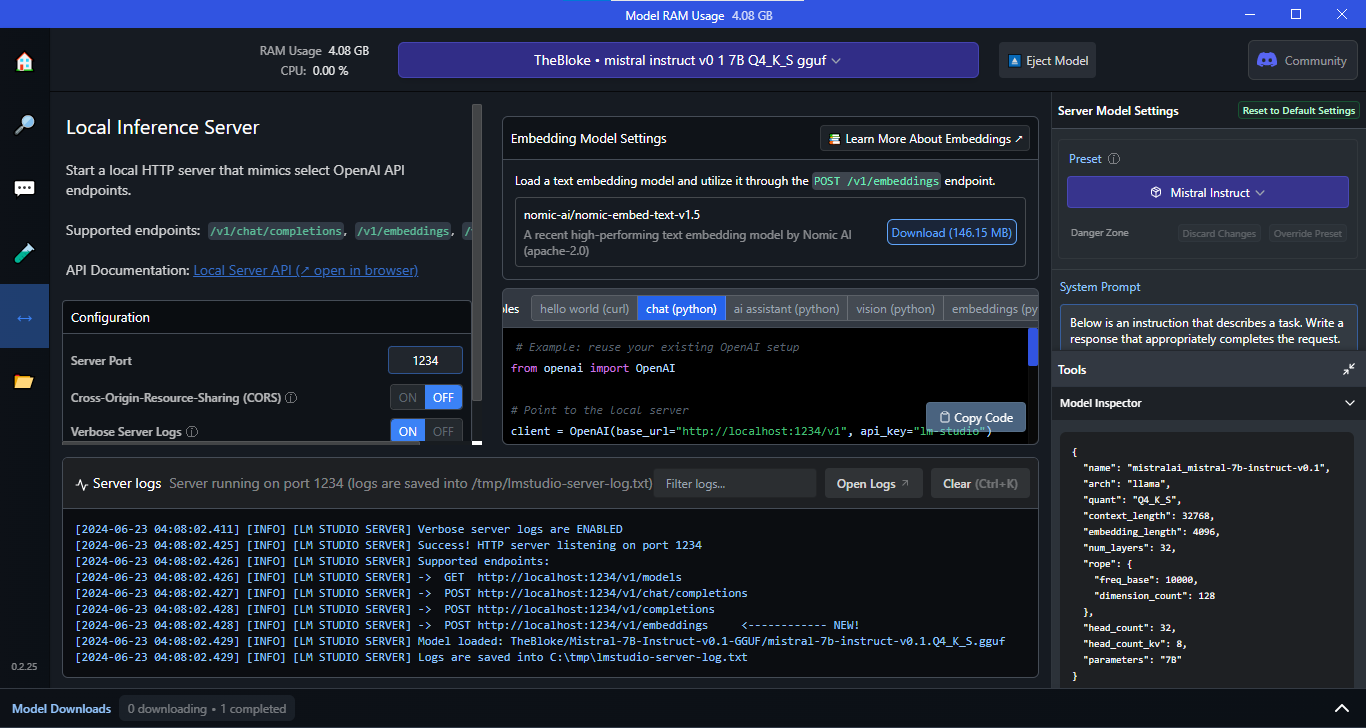 Model RAM Usage 4.08 GB
RAM Usage 4.08 GB
CPU: 0.00 %
TheBloke • mistral instruct v0 1 7B Q4_K_S gguf
Eject Model
Community
Local Inference Server
Start a local HTTP server that mimics select OpenAI API
endpoints.
Supported endpoints: /v1/chat/completions, /v1/embeddings, /
API Documentation: Local Server API (↗ open in browser)
Configuration
Server Port 1234
Cross-Origin-Resource-Sharing (CORS) ⓘ ON OFF
Verbose Server Logs ⓘ ON OFF
Embedding Model Settings
Learn More About Embeddings ↗
Load a text embedding model and utilize it through the POST /v1/embeddings endpoint.
nomic-ai/nomic-embed-text-v1.5
A recent high-performing text embedding model by Nomic AI
(apache-2.0)
Download (146.15 MB)
ples hello world (curl) chat (python) ai assistant (python) vision (python) embeddings (py
# Example: reuse your existing OpenAI setup
from openai import OpenAI
# Point to the local server
client = OpenAI(base_url="http://localhost:1234/v1", api_key="lm-studio")
Copy Code
Server logs Server running on port 1234 (logs are saved into /tmp/lmstudio-server-log.txt)
Filter logs...
Open Logs ↗
Clear (Ctrl+K)
[2024-06-23 04:08:02.411] [INFO] [LM STUDIO SERVER] Verbose server logs are ENABLED
[2024-06-23 04:08:02.425] [INFO] [LM STUDIO SERVER] Success! HTTP server listening on port 1234
[2024-06-23 04:08:02.426] [INFO] [LM STUDIO SERVER] Supported endpoints:
[2024-06-23 04:08:02.426] [INFO] [LM STUDIO SERVER] -> GET http://localhost:1234/v1/models
[2024-06-23 04:08:02.427] [INFO] [LM STUDIO SERVER] -> POST http://localhost:1234/v1/chat/completions
[2024-06-23 04:08:02.428] [INFO] [LM STUDIO SERVER] -> POST http://localhost:1234/v1/completions
[2024-06-23 04:08:02.428] [INFO] [LM STUDIO SERVER] -> POST http://localhost:1234/v1/embeddings <------------ NEW!
[2024-06-23 04:08:02.429] [INFO] [LM STUDIO SERVER] Model loaded: TheBloke/Mistral-7B-Instruct-v0.1-GGUF/mistral-7b-instruct-v0.1.Q4_K_S.gguf
[2024-06-23 04:08:02.429] [INFO] [LM STUDIO SERVER] Logs are saved into C:\tmp\lmstudio-server-log.txt
Server Model Settings
Reset to Default Settings
Preset ⓘ
Mistral Instruct
Danger Zone
Discard Changes
Override Preset
System Prompt
Below is an instruction that describes a task. Write a
response that appropriately completes the request.
Tools
Model Inspector
{
"name": "mistralai_mistral-7b-instruct-v0.1",
"arch": "llama",
"quant": "Q4_K_S",
"context_length": 32768,
"embedding_length": 4096,
"num_layers": 32,
"rope": {
"freq_base": 10000,
"dimension_count": 128
},
"head_count": 32,
"head_count_kv": 8,
"parameters": "7B"
}
0.2.25
Model Downloads 0 downloading • 1 completed